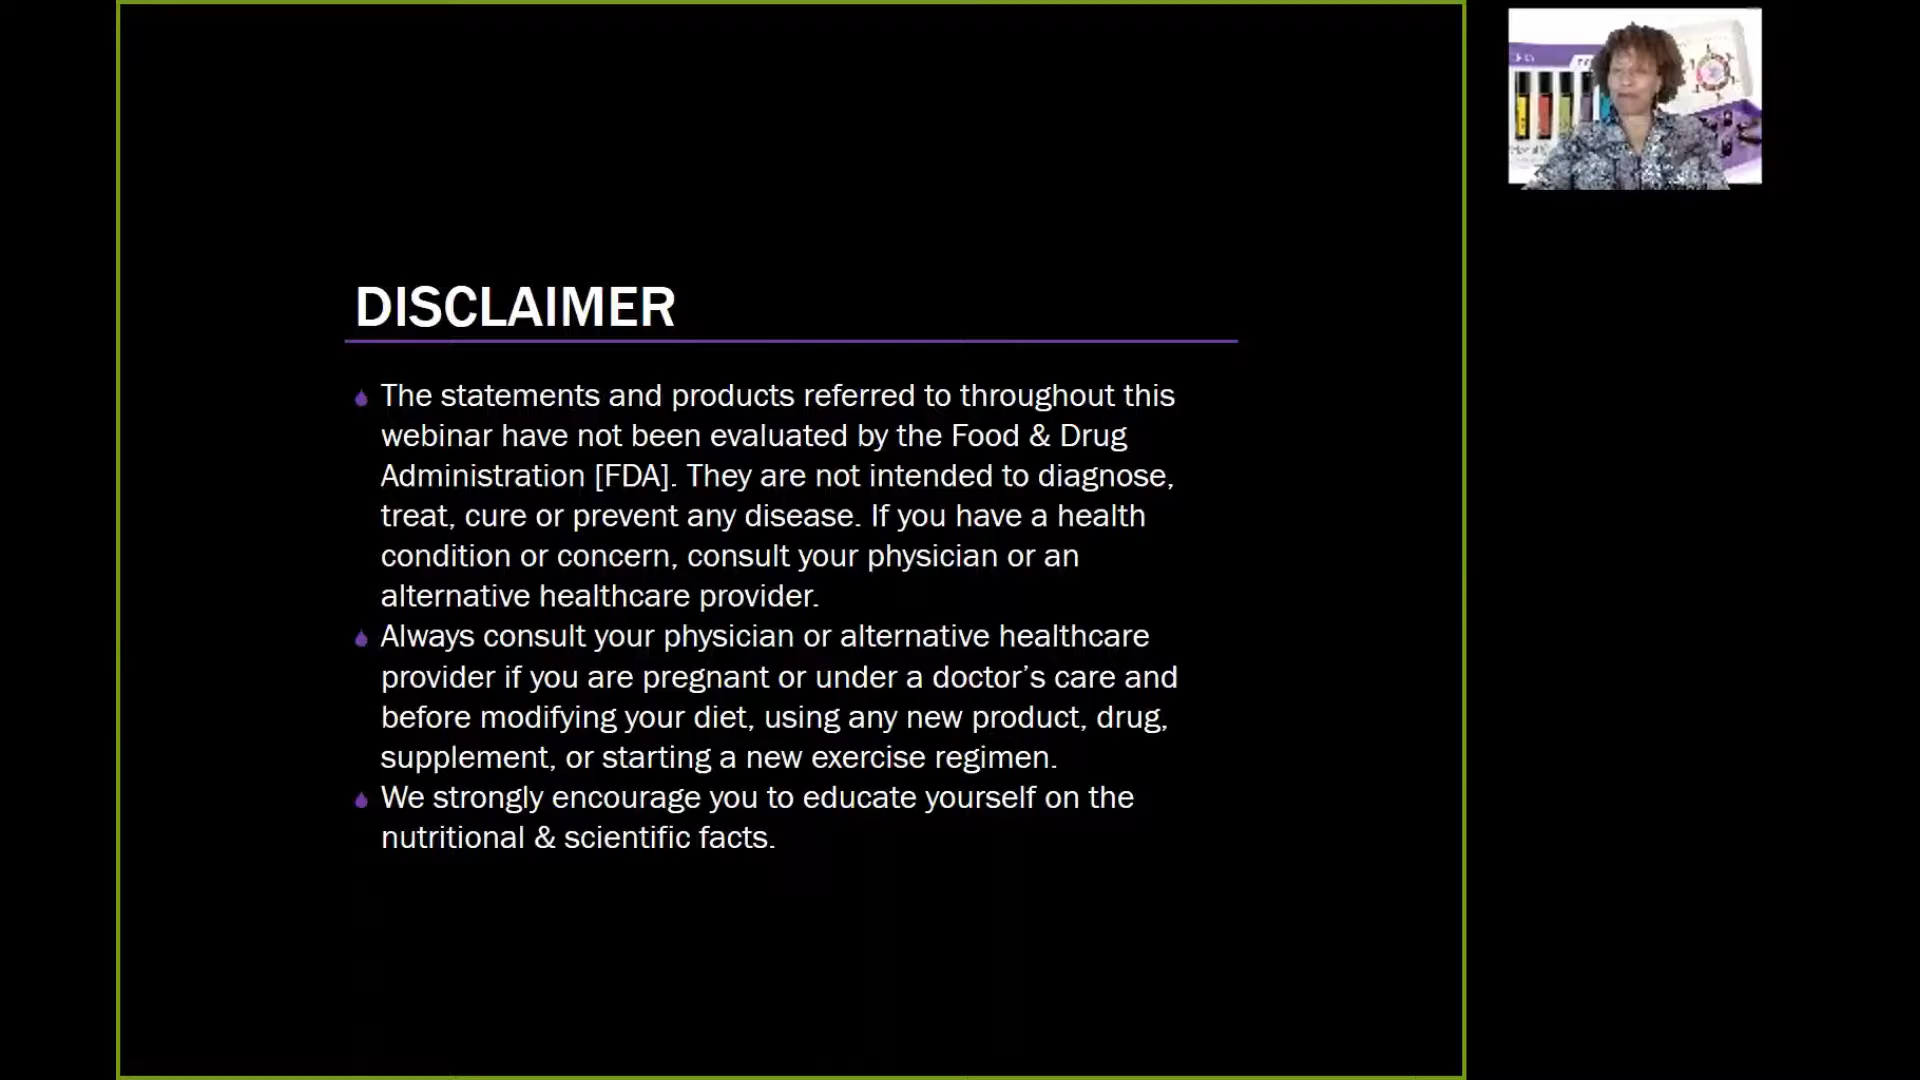 DISCLAIMER
The statements and products referred to throughout this
webinar have not been evaluated by the Food & Drug
Administration [FDA]. They are not intended to diagnose,
treat, cure or prevent any disease. If you have a health
condition or concern, consult your physician or an
alternative healthcare provider.
Always consult your physician or alternative healthcare
provider if you are pregnant or under a doctor’s care and
before modifying your diet, using any new product, drug,
supplement, or starting a new exercise regimen.
We strongly encourage you to educate yourself on the
nutritional & scientific facts.